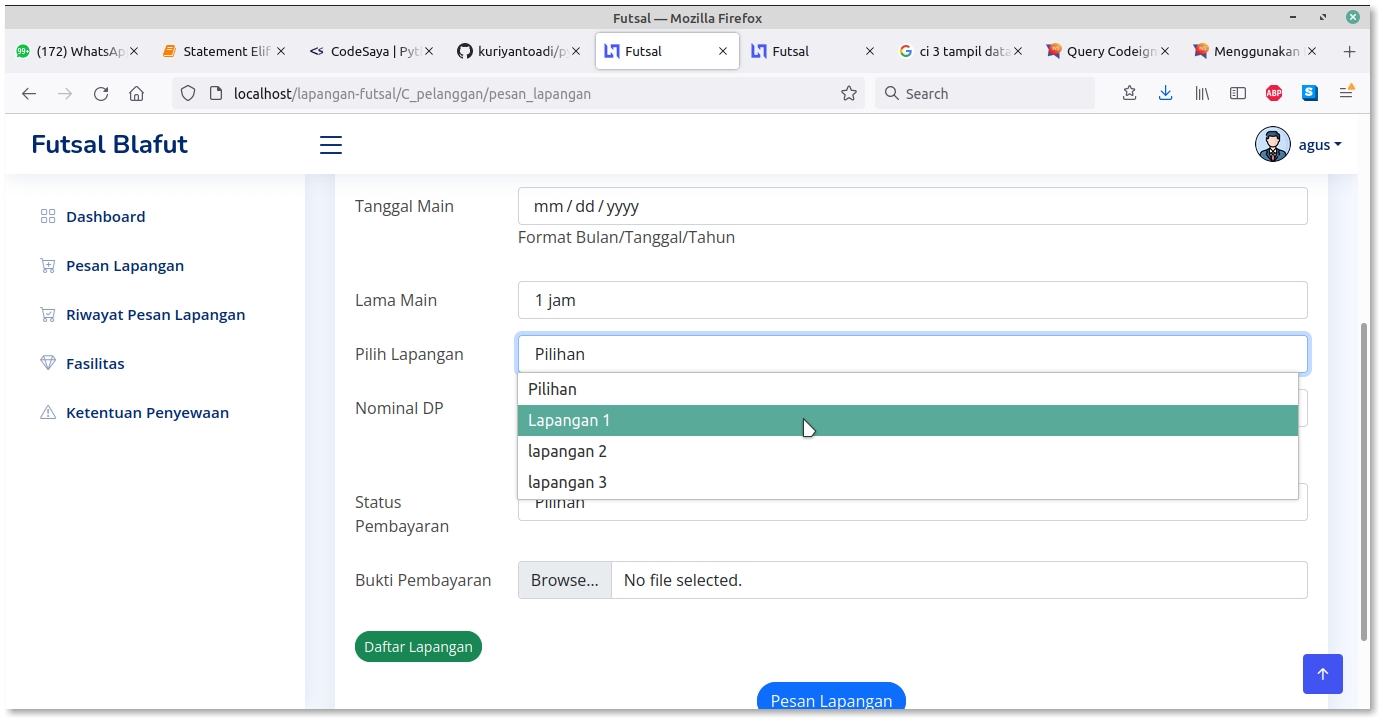 Futsal — Mozilla Firefox
99+ (172) WhatsAp
Statement Elif
<s CodeSaya | Pyt
kuriyantoadi/py
Futsal
Futsal
G ci 3 tampil data
Query Codeign
Menggunakan
localhost/lapangan-futsal/C_pelanggan/pesan_lapangan
Search
ABP
S
Futsal Blafut
agus
Dashboard
Pesan Lapangan
Riwayat Pesan Lapangan
Fasilitas
Ketentuan Penyewaan
Tanggal Main
mm / dd / yyyy
Format Bulan/Tanggal/Tahun
Lama Main
1 jam
Pilih Lapangan
Pilihan
Pilihan
Lapangan 1
lapangan 2
lapangan 3
Nominal DP
Status
Pembayaran
Pilihan
Bukti Pembayaran
Browse... No file selected.
Daftar Lapangan
Pesan Lapangan